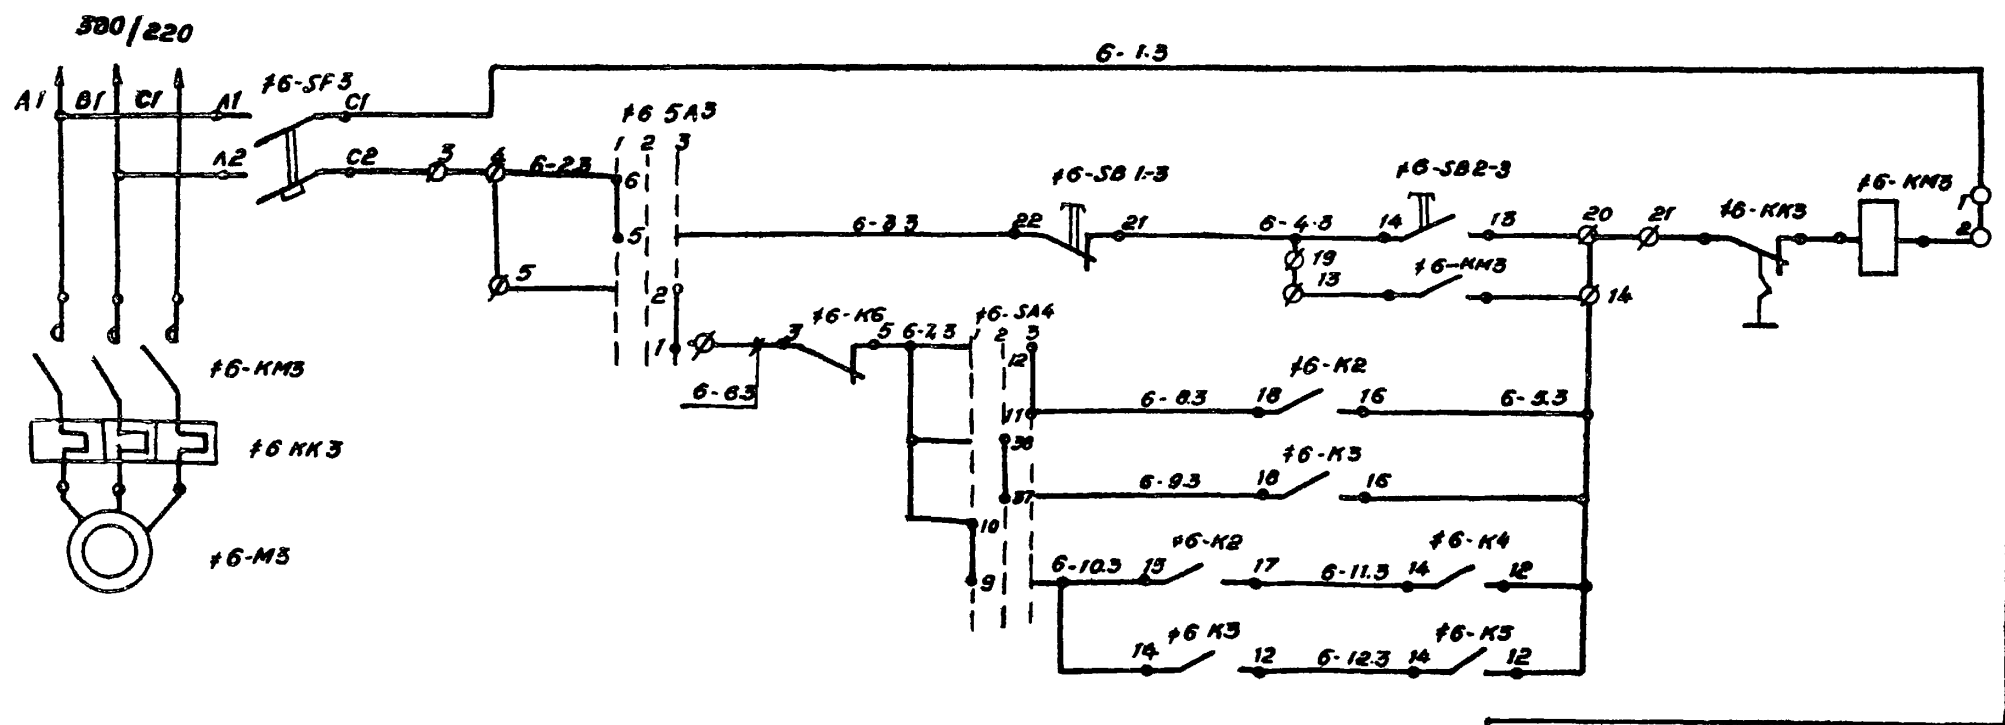 380/220
6-1.3
A1 B1 C1 A1 ≠6-SF3 C1
A2 C2 3 4 6-2.3
≠6 SA3
1 2 3
6
5
5
2
1
6-3.3 22 ≠6-SB1-3 21 6-4.3 14 ≠6-SB2-3 13 20 21 ≠6-KK3 ≠6-KM3 1
2
19
13 ≠6-KM3 14
3 ≠6-K6 5 6-7.3
6-6.3
≠6-SA4
1 2 3
12
11 6-8.3 18 ≠6-K2 16 6-5.3
38
37 6-9.3 18 ≠6-K3 16
10
9 6-10.3 15 ≠6-K2 17 6-11.3 14 ≠6-K4 12
14 ≠6 K3 12 6-12.3 14 ≠6-K5 12
≠6-KM3
≠6 KK3
≠6-M3